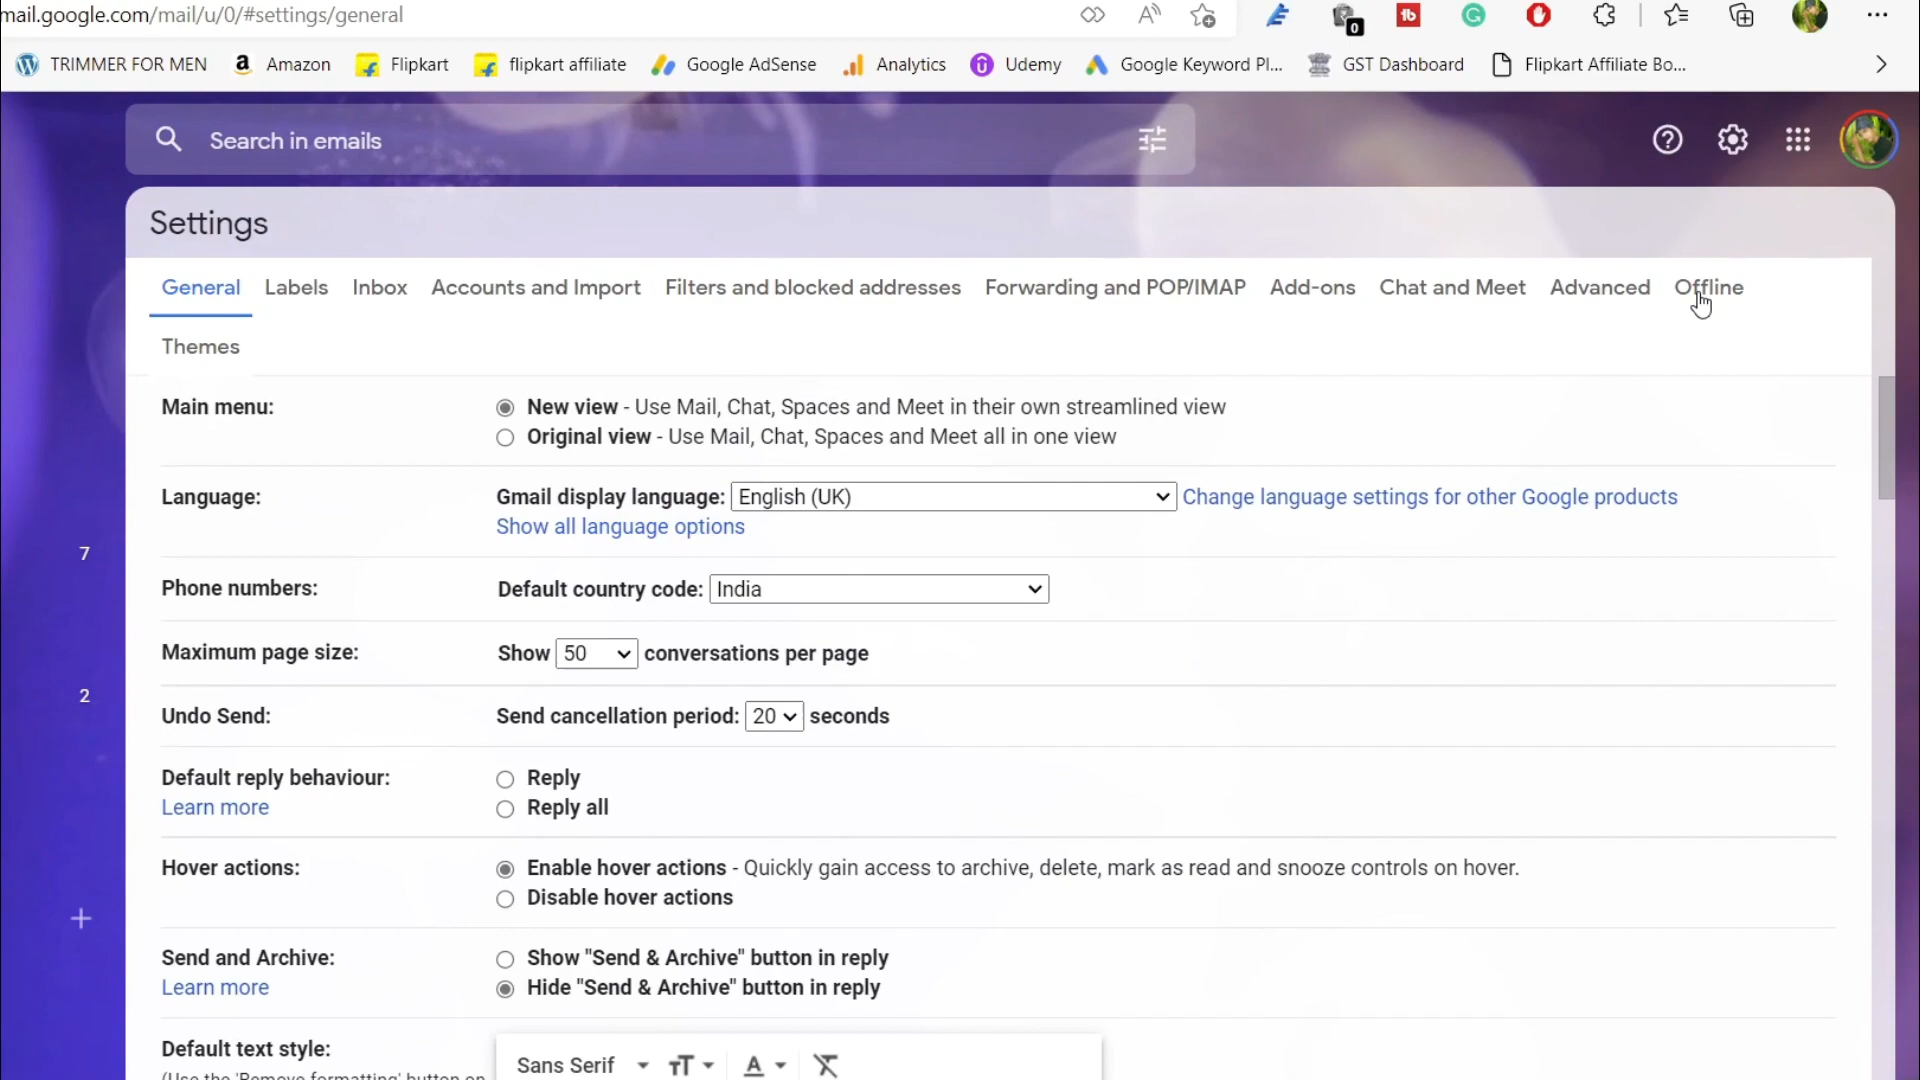 mail.google.com/mail/u/0/#settings/general
0
TRIMMER FOR MEN Amazon Flipkart flipkart affiliate Google AdSense Analytics Udemy Google Keyword Pl... GST Dashboard Flipkart Affiliate Bo...
Search in emails
Settings
General Labels Inbox Accounts and Import Filters and blocked addresses Forwarding and POP/IMAP Add-ons Chat and Meet Advanced Offline
Themes
Main menu: New view - Use Mail, Chat, Spaces and Meet in their own streamlined view
Original view - Use Mail, Chat, Spaces and Meet all in one view
Language: Gmail display language: English (UK) Change language settings for other Google products
Show all language options
7
Phone numbers: Default country code: India
Maximum page size: Show 50 conversations per page
2
Undo Send: Send cancellation period: 20 seconds
Default reply behaviour: Reply
Learn more Reply all
Hover actions: Enable hover actions - Quickly gain access to archive, delete, mark as read and snooze controls on hover.
Disable hover actions
Send and Archive: Show "Send & Archive" button in reply
Learn more Hide "Send & Archive" button in reply
Default text style: Sans Serif
(Use the 'Remove formatting' button on